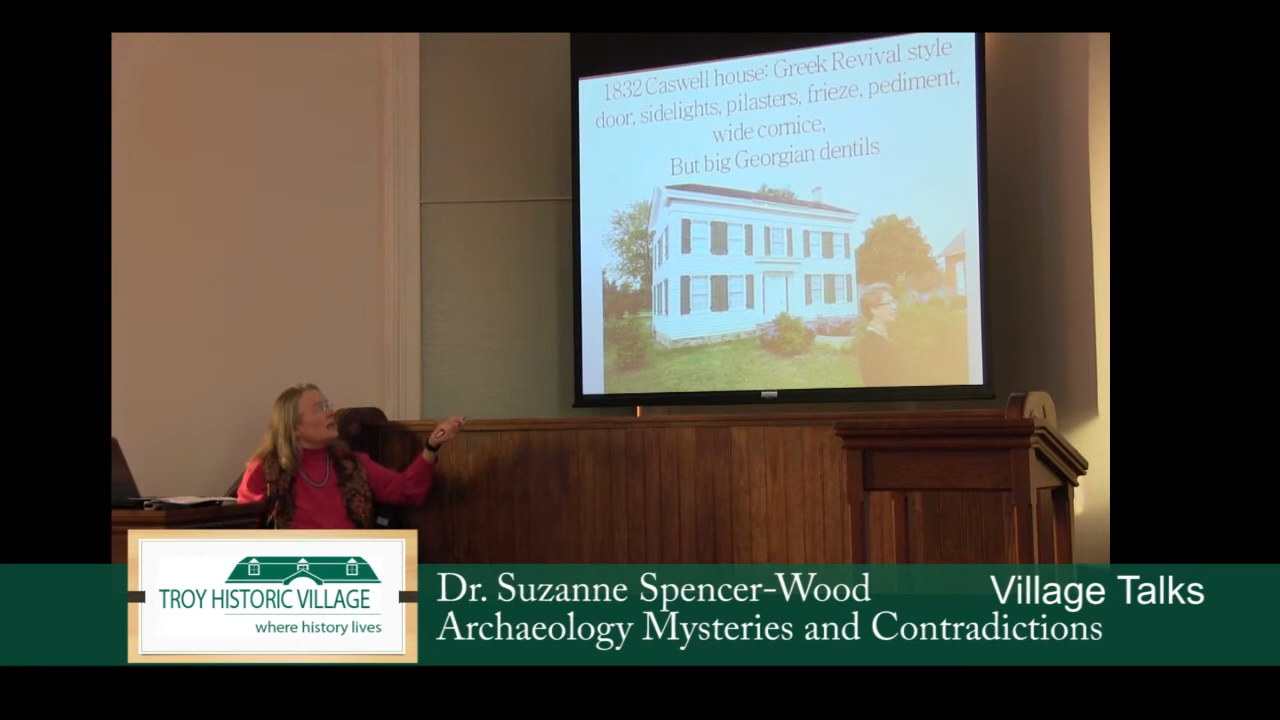 1832 Caswell house: Greek Revival style
door, sidelights, pilasters, frieze, pediment,
wide cornice,
But big Georgian dentils
TROY HISTORIC VILLAGE
where history lives
Dr. Suzanne Spencer-Wood
Village Talks
Archaeology Mysteries and Contradictions